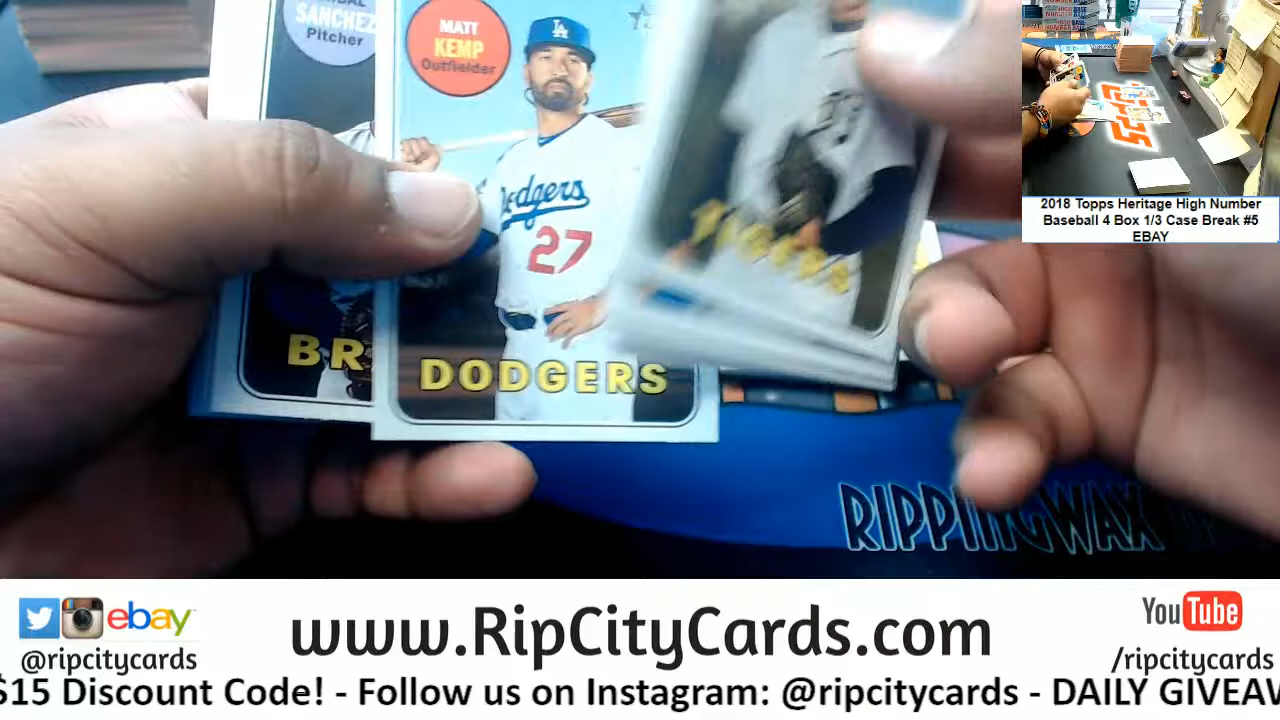 SANCHEZ
Pitcher
BR
MATT
KEMP
Outfielder
LA
Dodgers
27
DODGERS
TIGERS
RIPPINGWAX
2018 Topps Heritage High Number
Baseball 4 Box 1/3 Case Break #5
EBAY
ebay
@ripcitycards
www.RipCityCards.com
YouTube
/ripcitycards
$15 Discount Code! - Follow us on Instagram: @ripcitycards - DAILY GIVEAW